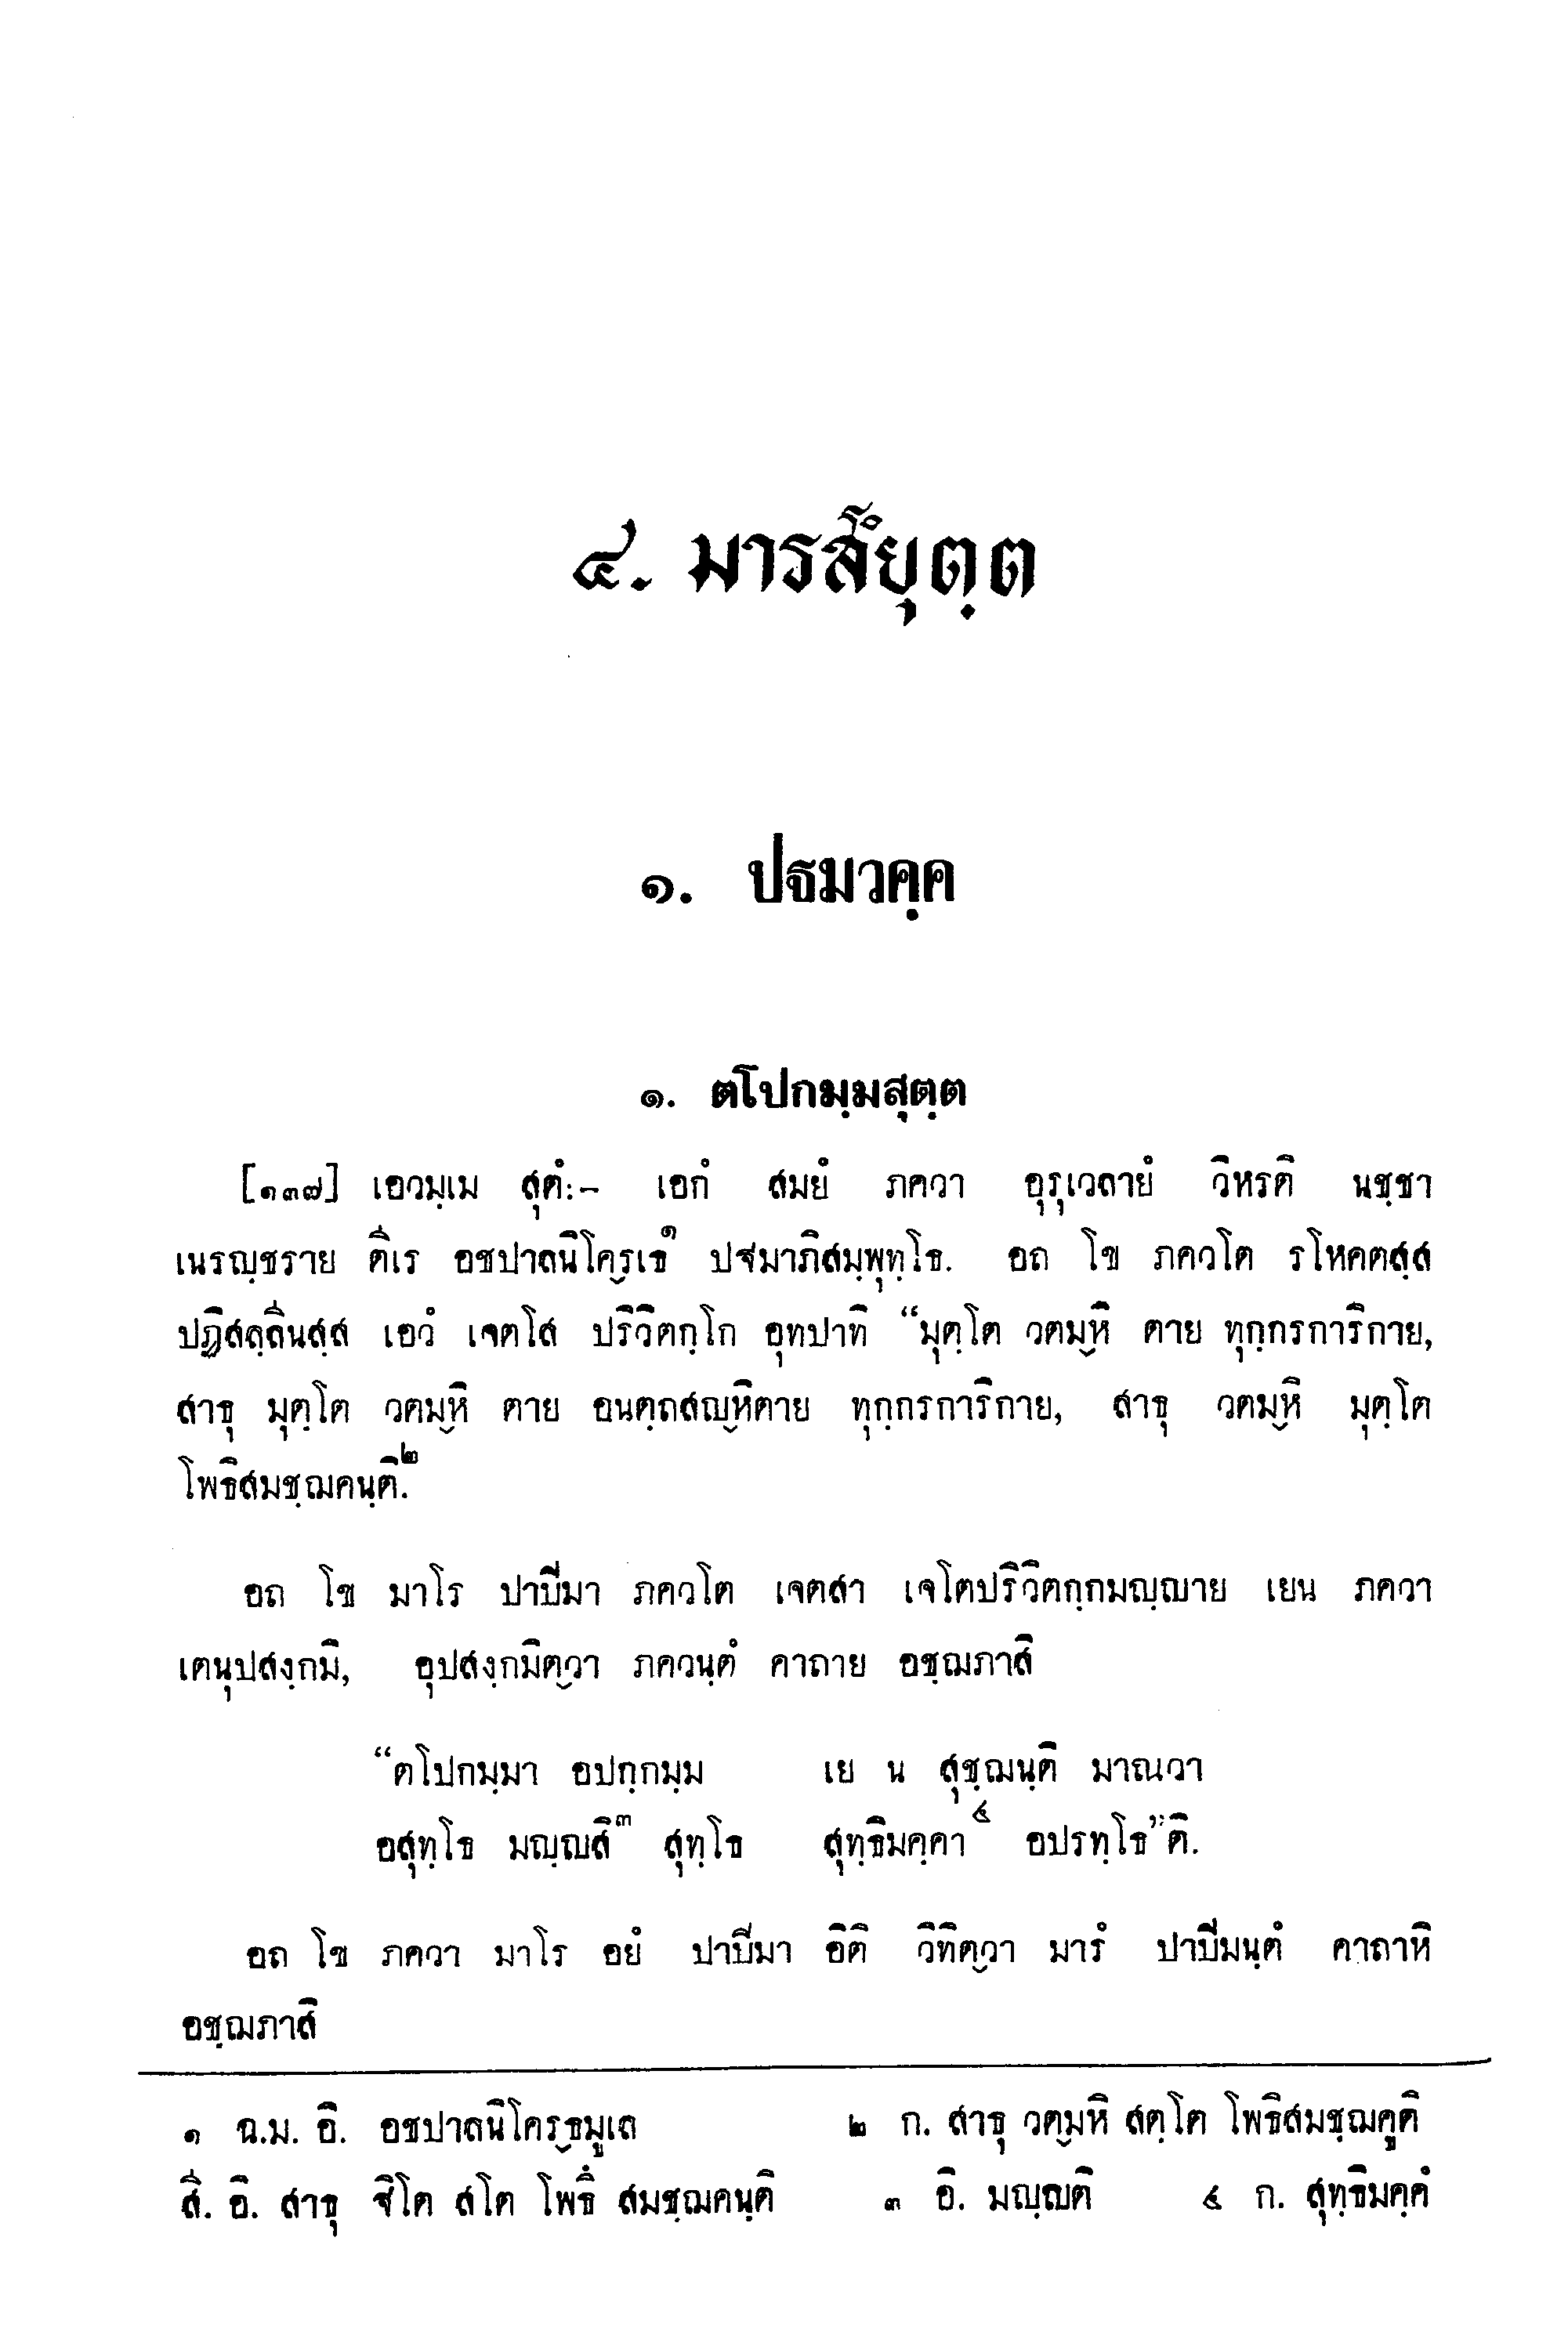 ๔. มารสํยุตฺต
๑. ปฐมวคฺค
๑. ตโปกมฺมสุตฺต
[๑๓๗] เอวมฺเม สุตํ:– เอกํ สมยํ ภควา อุรุเวลายํ วิหรติ นชฺชา
เนรญฺชราย ตีเร อชปาลนิโคฺรเธ๑ ปฐมาภิสมฺพุทฺโธ. อถ โข ภควโต รโหคตสฺส
ปฏิสลฺลีนสฺส เอวํ เจตโส ปริวิตกฺโก อุทปาทิ “มุตฺโต วตมฺหิ ตาย ทุกฺกรการิกาย,
สาธุ มุตฺโต วตมฺหิ ตาย อนตฺถสญฺหิตาย ทุกฺกรการิกาย, สาธุ วตมฺหิ มุตฺโต
โพธิสมชฺฌคนฺติ.๒
อถ โข มาโร ปาปิมา ภควโต เจตสา เจโตปริวิตกฺกมญฺญาย เยน ภควา
เตนุปสงฺกมิ, อุปสงฺกมิตฺวา ภควนฺตํ คาถาย อชฺฌภาสิ
“ตโปกมฺมา อปกฺกมฺม เย น สุชฺฌนฺติ มาณวา
อสุทฺโธ มญฺญสิ๓ สุทฺโธ สุทฺธิมคฺคา๔ อปรทฺโธ”ติ.
อถ โข ภควา มาโร อยํ ปาปิมา อิติ วิทิตฺวา มารํ ปาปิมนฺตํ คาถาหิ
อชฺฌภาสิ
๑ ฉ.ม. อิ. อชปาลนิโคฺรธมูเล ๒ ก. สาธุ วตมฺหิ สตฺโต โพธิสมชฺฌคูติ
สี. อิ. สาธุ ฐิโต สโต โพธึ สมชฺฌคนฺติ ๓ อิ. มญฺญติ ๔ ก. สุทฺธิมคฺคํ